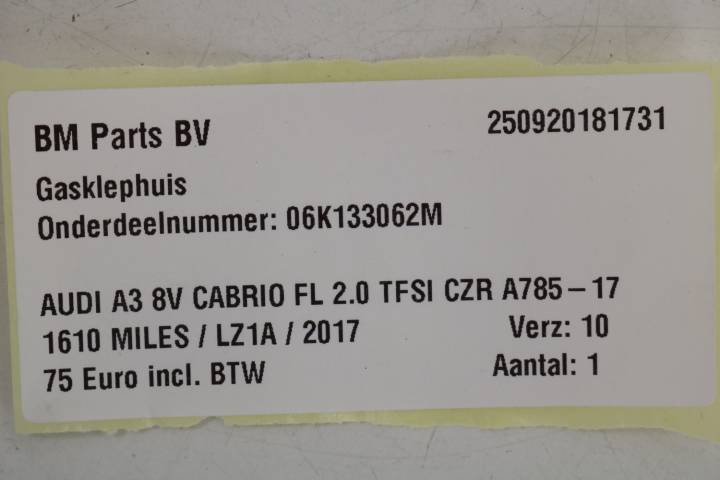 BM Parts BV 250920181731
Gasklephuis
Onderdeelnummer: 06K133062M
AUDI A3 8V CABRIO FL 2.0 TFSI CZR A785-17
1610 MILES / LZ1A / 2017 Verz: 10
75 Euro incl. BTW Aantal: 1